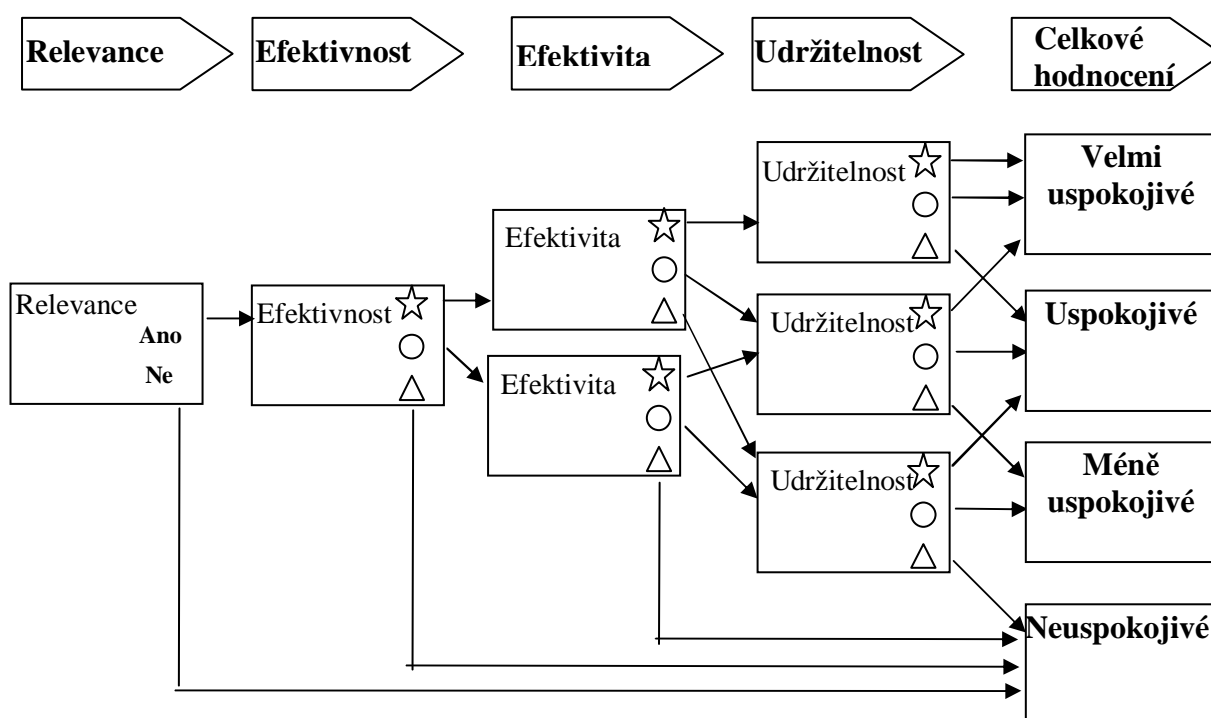 Relevance
Efektivnost
Efektivita
Udržitelnost
Celkové
hodnocení
Relevance
Ano
Ne
Efektivnost
Efektivita
Efektivita
Udržitelnost
Udržitelnost
Udržitelnost
Velmi
uspokojivé
Uspokojivé
Méně
uspokojivé
Neuspokojivé